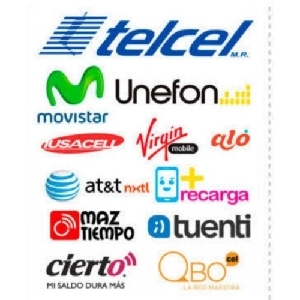 telcel
M.R.
movistar
Unefon
IUSACELL
Virgin
mobile
aló
at&t nxtl
+
recarga
MAZ
TIEMPO
tuenti
cierto
MI SALDO DURA MÁS
QBO cel
LA RED MAESTRA